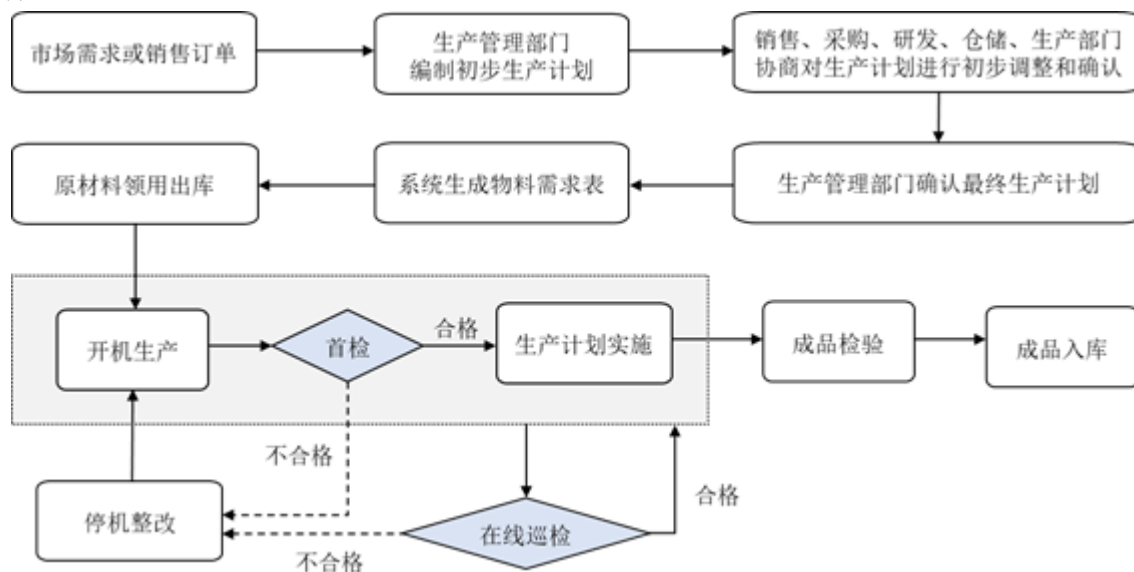 市场需求或销售订单
生产管理部门
编制初步生产计划
销售、采购、研发、仓储、生产部门
协商对生产计划进行初步调整和确认
原材料领用出库
系统生成物料需求表
生产管理部门确认最终生产计划
开机生产
首检
合格
生产计划实施
成品检验
成品入库
不合格
合格
停机整改
在线巡检
不合格